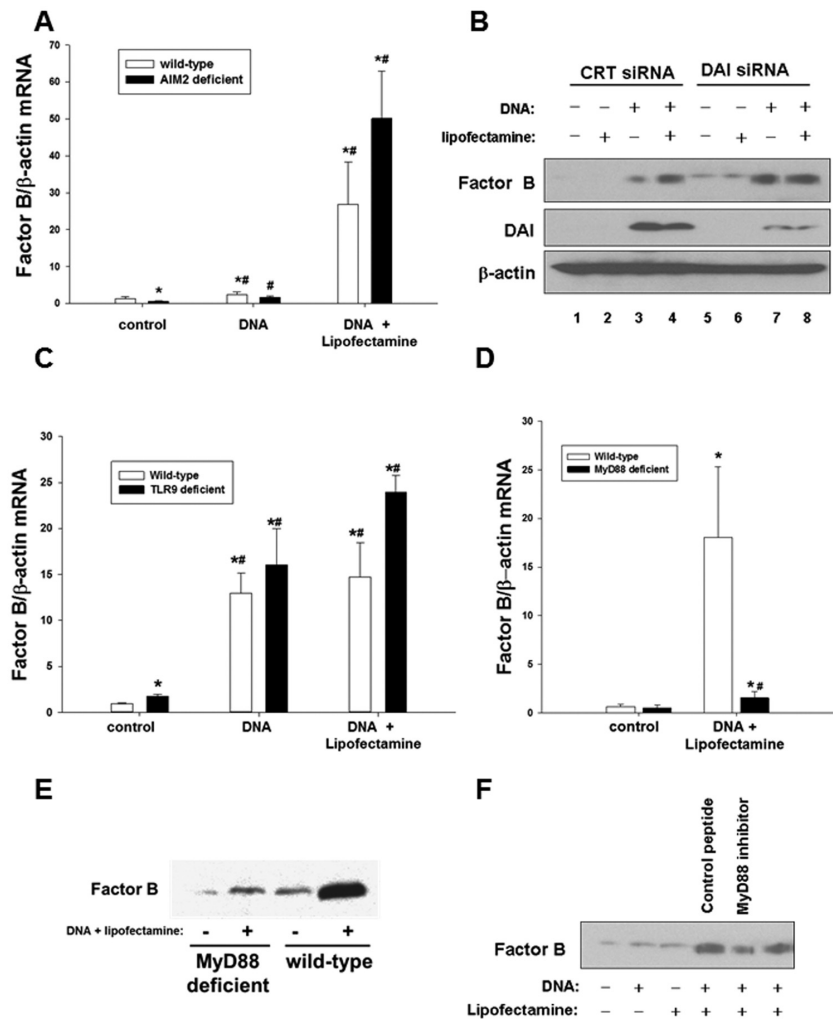 A
Factor B/β-actin mRNA
70
60
50
40
30
20
10
0
wild-type
AIM2 deficient
*
*#
#
*#
*#
control DNA DNA + Lipofectamine
B
CRT siRNA DAI siRNA
DNA: – – + + – – + +
lipofectamine: – + – + – + – +
Factor B
DAI
β-actin
1 2 3 4 5 6 7 8
C
Factor B/β-actin mRNA
30
25
20
15
10
5
0
Wild-type
TLR9 deficient
*
*#
*#
*#
*#
control DNA DNA + Lipofectamine
D
Factor B/β–actin mRNA
30
25
20
15
10
5
0
Wild-type
MyD88 deficient
*
*#
control DNA + Lipofectamine
E
Factor B
DNA + lipofectamine: - + - +
MyD88 deficient wild-type
F
Control peptide
MyD88 inhibitor
Factor B
DNA: – + – + + +
Lipofectamine: – – + + + +